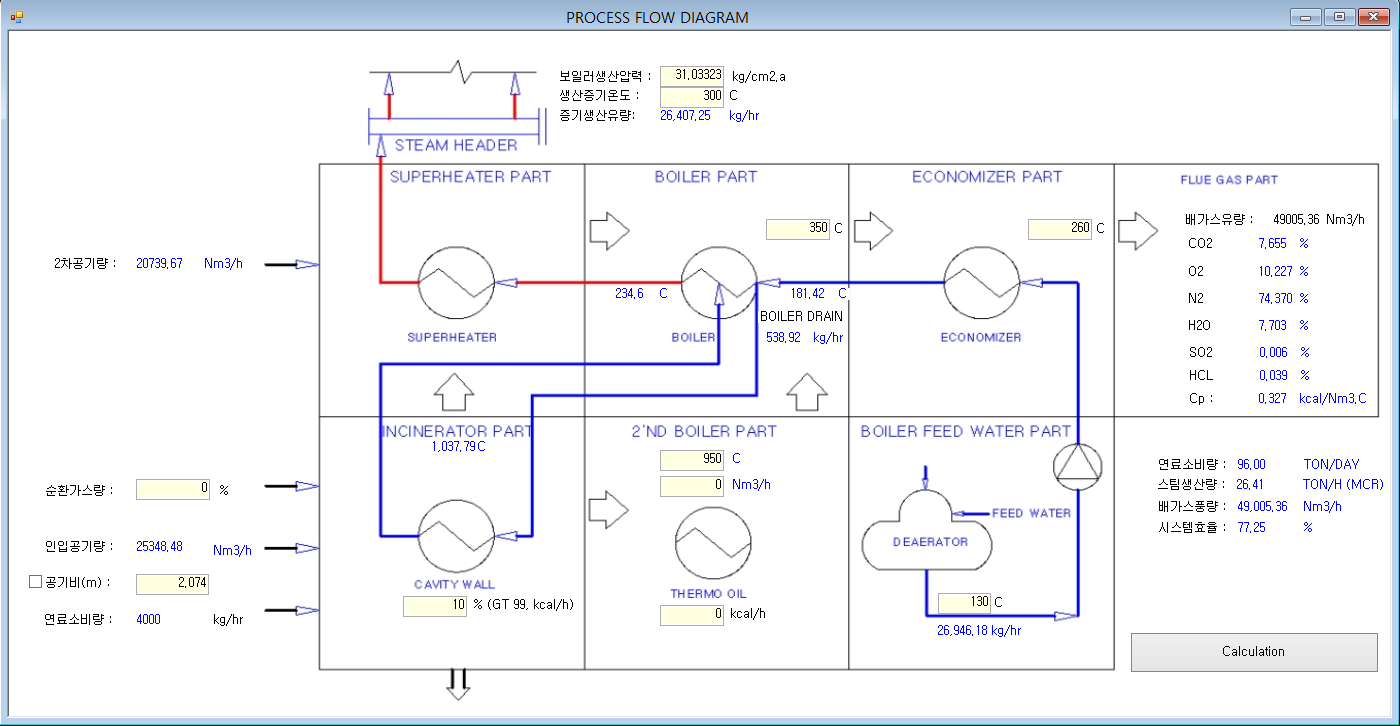 PROCESS FLOW DIAGRAM
보일러생산압력 : 31,03323 kg/cm2,a
생산증기온도 : 300 C
증기생산유량: 26,407,25 kg/hr
STEAM HEADER
SUPERHEATER PART
BOILER PART
ECONOMIZER PART
FLUE GAS PART
350 C
260 C
배가스유량 : 49005,36 Nm3/h
CO2 7,655 %
O2 10,227 %
N2 74,370 %
H2O 7,703 %
SO2 0,006 %
HCL 0,039 %
Cp : 0,327 kcal/Nm3,C
2차공기량 : 20739,67 Nm3/h
234,6 C
181,42 C
BOILER DRAIN
538,92 kg/hr
SUPERHEATER
BOILER
ECONOMIZER
INCINERATOR PART
1,037,79 C
2'ND BOILER PART
950 C
0 Nm3/h
BOILER FEED WATER PART
순환가스량 : 0 %
인입공기량 : 25348,48 Nm3/h
공기비(m) : 2,074
연료소비량 : 4000 kg/hr
CAVITY WALL
10 % (GT 99, kcal/h)
THERMO OIL
0 kcal/h
FEED WATER
DEAERATOR
130 C
26,946,18 kg/hr
연료소비량 : 96,00 TON/DAY
스팀생산량 : 26,41 TON/H (MCR)
배가스풍량 : 49,005,36 Nm3/h
시스템효율 : 77,25 %
Calculation